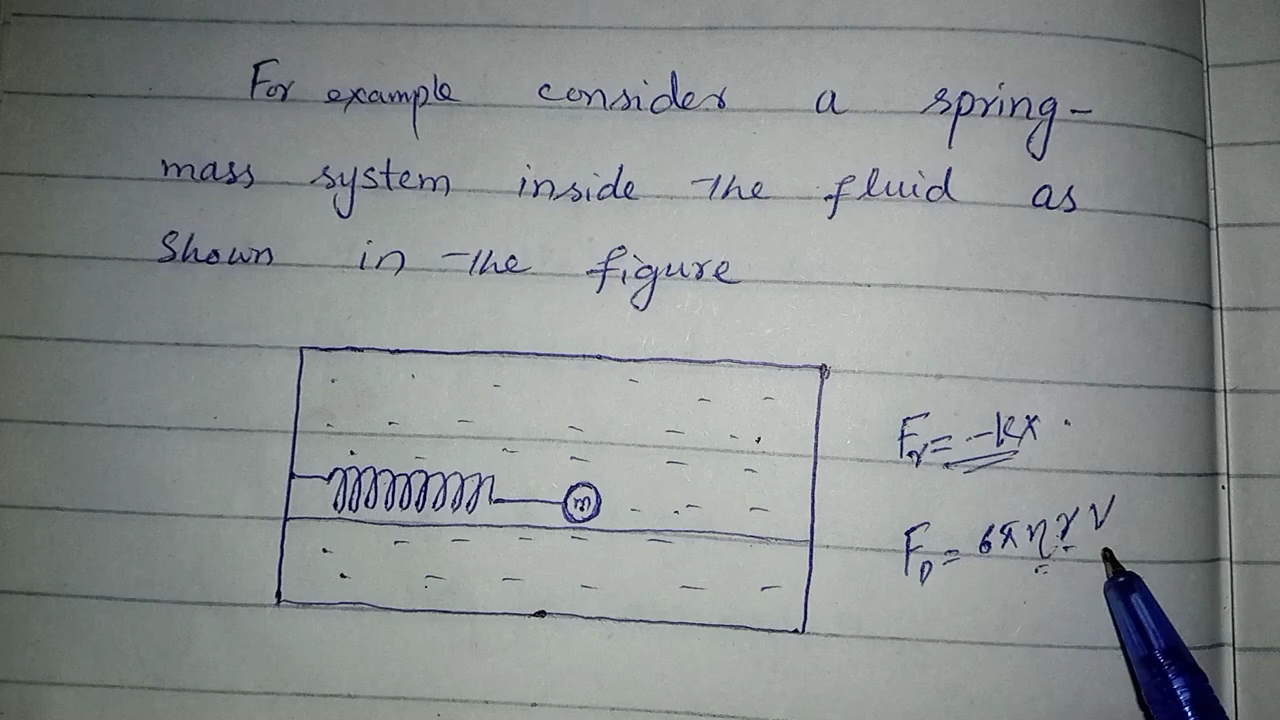 For example consider a spring-
mass system inside the fluid as
Shown in the figure
m
Fr = -kx.
FD = 6πηrv